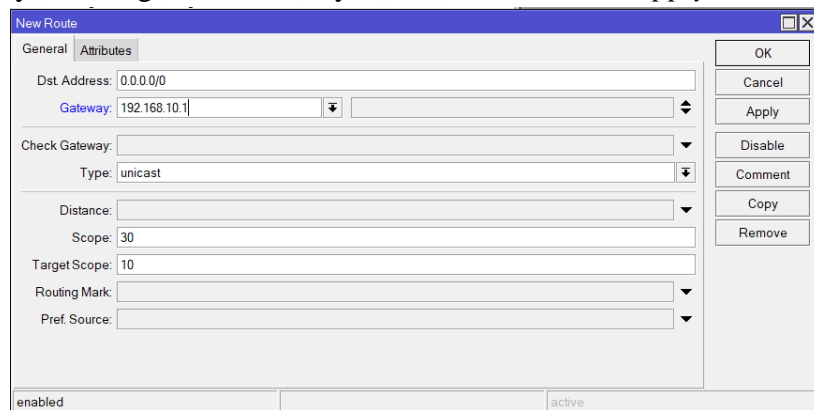 New Route
General Attributes
Dst. Address: 0.0.0.0/0
Gateway: 192.168.10.1
Check Gateway:
Type: unicast
Distance:
Scope: 30
Target Scope: 10
Routing Mark:
Pref. Source:
OK
Cancel
Apply
Disable
Comment
Copy
Remove
enabled active